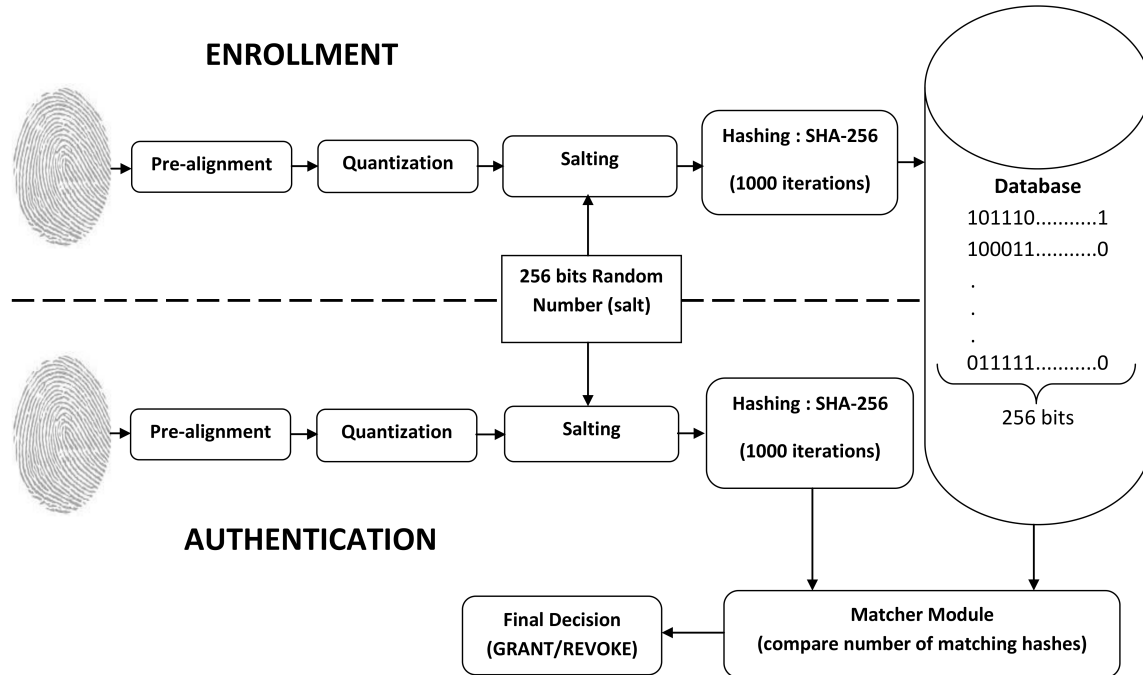 ENROLLMENT
Pre-alignment
Quantization
Salting
Hashing : SHA-256
(1000 iterations)
Database
101110...........1
100011...........0
.
.
.
011111...........0
256 bits
256 bits Random
Number (salt)
Pre-alignment
Quantization
Salting
Hashing : SHA-256
(1000 iterations)
AUTHENTICATION
Final Decision
(GRANT/REVOKE)
Matcher Module
(compare number of matching hashes)